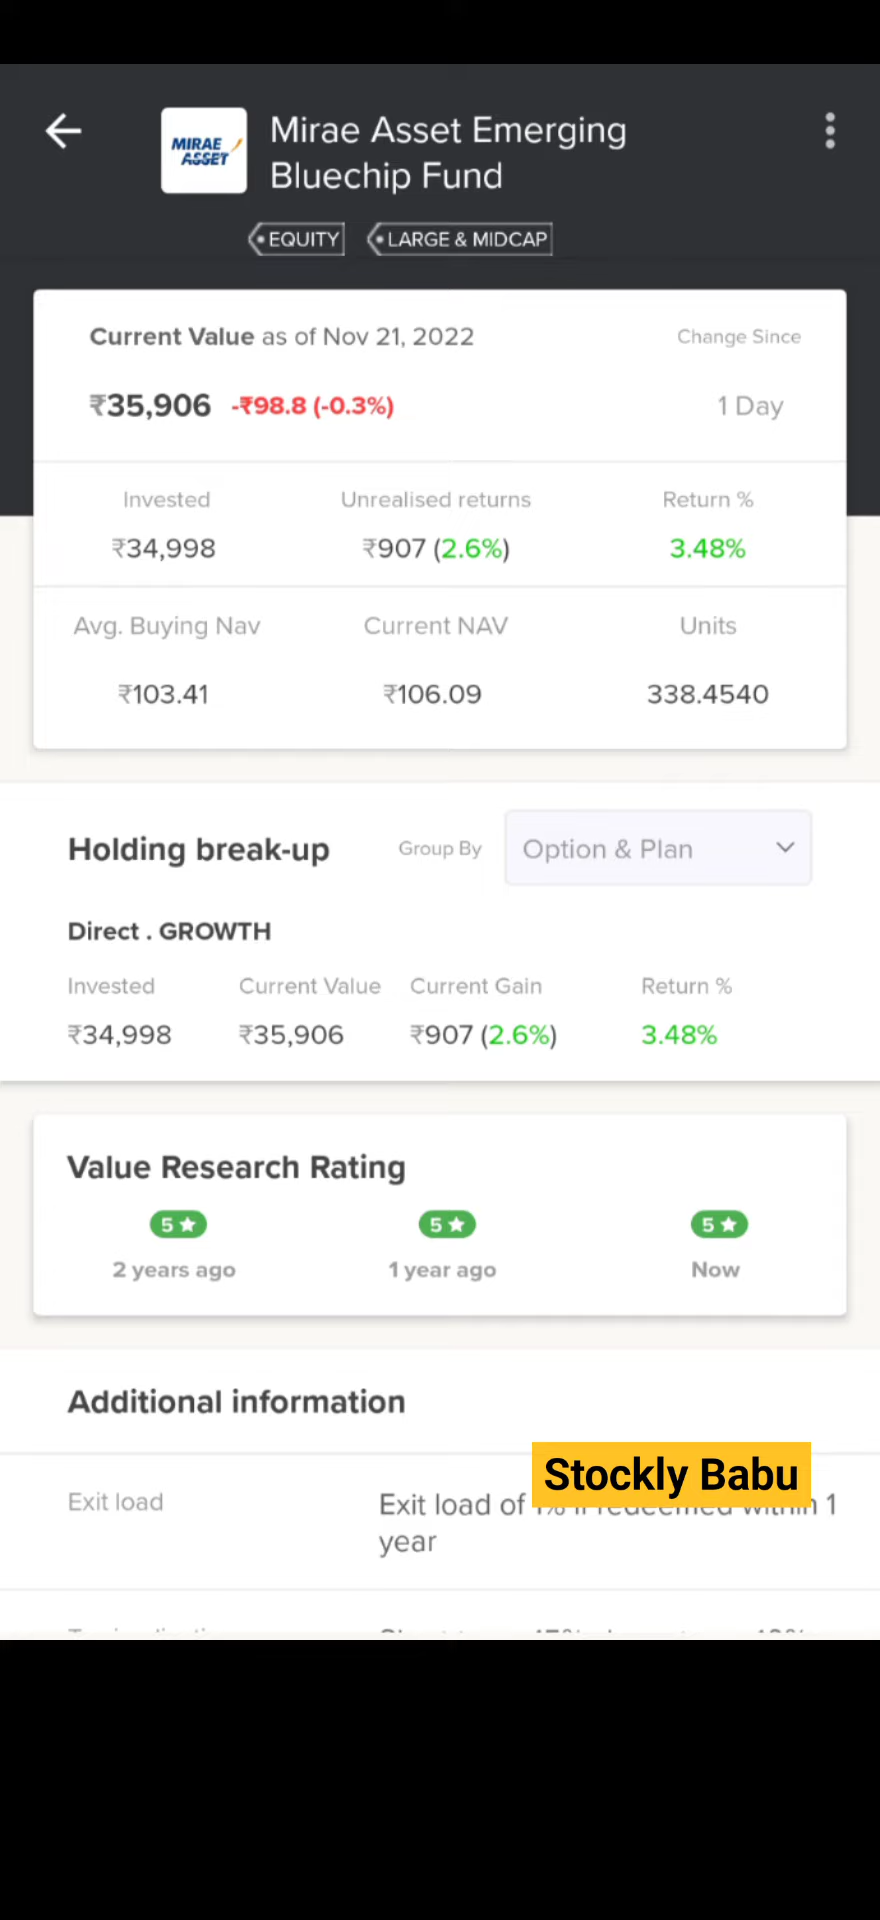 MIRAE
ASSET
Mirae Asset Emerging
Bluechip Fund
EQUITY
LARGE & MIDCAP
Current Value as of Nov 21, 2022
Change Since
₹35,906 -₹98.8 (-0.3%)
1 Day
Invested Unrealised returns Return %
₹34,998 ₹907 (2.6%) 3.48%
Avg. Buying Nav Current NAV Units
₹103.41 ₹106.09 338.4540
Holding break-up Group By Option & Plan
Direct . GROWTH
Invested Current Value Current Gain Return %
₹34,998 ₹35,906 ₹907 (2.6%) 3.48%
Value Research Rating
5★ 5★ 5★
2 years ago 1 year ago Now
Additional information
Stockly Babu
Exit load Exit load of 1% if redeemed within 1
year